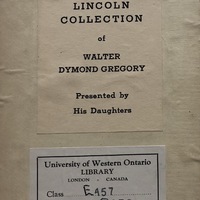 LINCOLN
COLLECTION
of
WALTER
DYMOND GREGORY
Presented by
His Daughters
University of Western Ontario
LIBRARY
LONDON - CANADA
Class E457